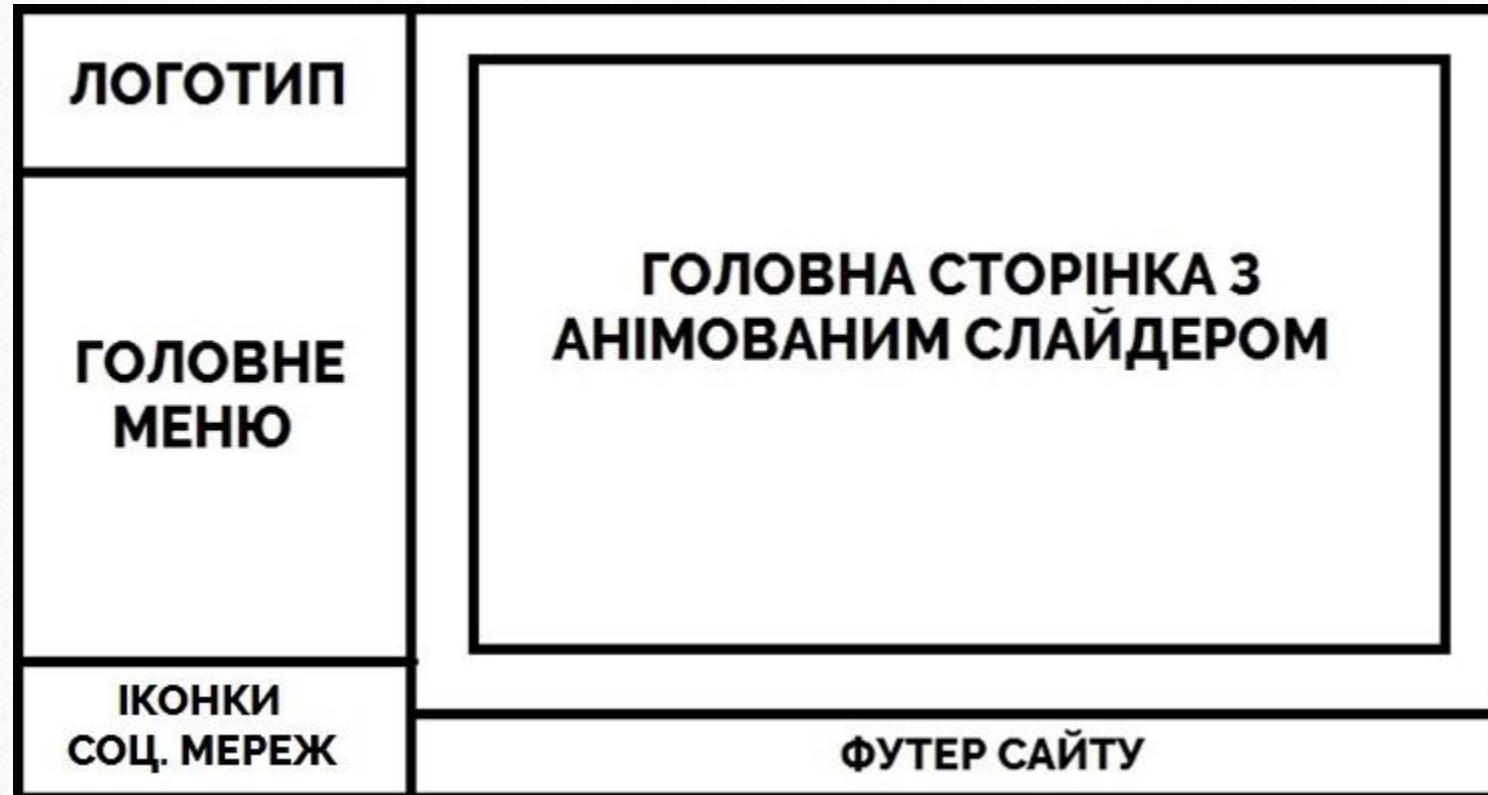 ЛОГОТИП
ГОЛОВНЕ
МЕНЮ
ІКОНКИ
СОЦ. МЕРЕЖ
ГОЛОВНА СТОРІНКА З
АНІМОВАНИМ СЛАЙДЕРОМ
ФУТЕР САЙТУ